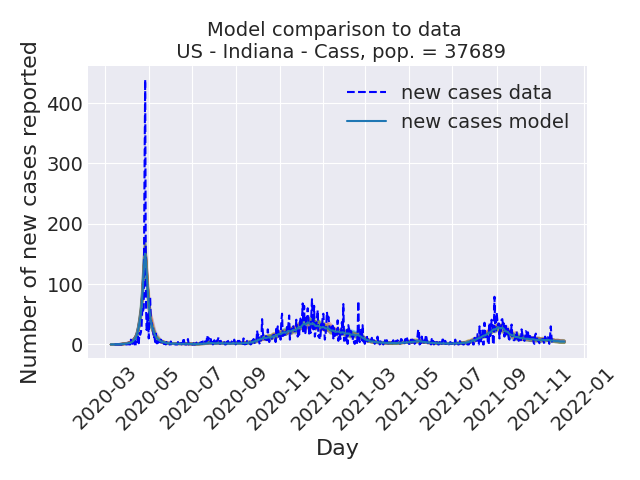 Model comparison to data
US - Indiana - Cass, pop. = 37689
Number of new cases reported
400
300
200
100
0
new cases data
new cases model
2020-03
2020-05
2020-07
2020-09
2020-11
2021-01
2021-03
2021-05
2021-07
2021-09
2021-11
2022-01
Day